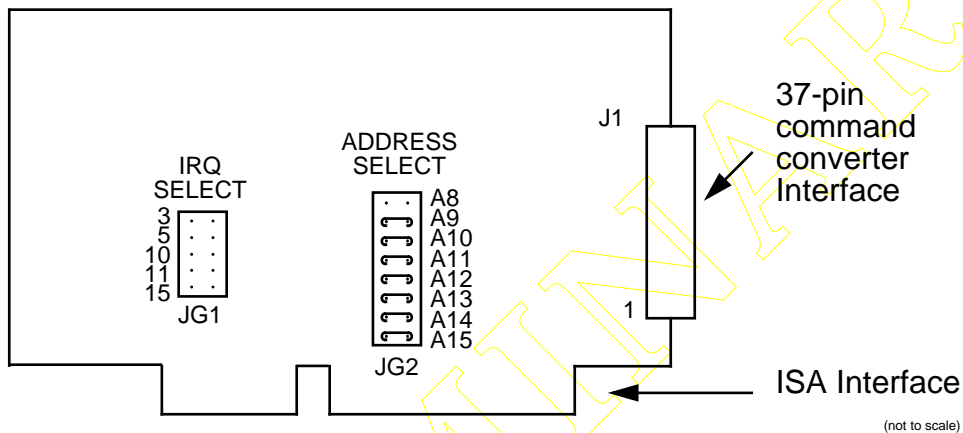 37-pin
command
converter
Interface
J1
ADDRESS
SELECT
IRQ
SELECT
A8
A9
A10
A11
A12
A13
A14
A15
3
5
10
11
15
JG1
1
JG2
ISA Interface
(not to scale)
MINAR